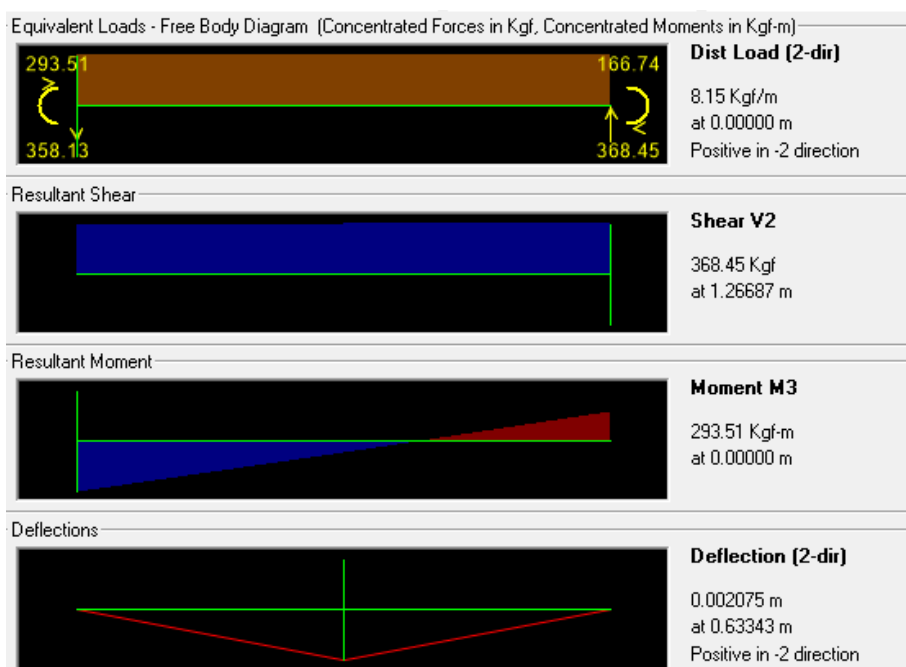 Equivalent Loads - Free Body Diagram (Concentrated Forces in Kgf, Concentrated Moments in Kgf-m)
293.51 166.74
358.13 368.45
Dist Load (2-dir)
8.15 Kgf/m
at 0.00000 m
Positive in -2 direction
Resultant Shear
Shear V2
368.45 Kgf
at 1.26687 m
Resultant Moment
Moment M3
293.51 Kgf-m
at 0.00000 m
Deflections
Deflection (2-dir)
0.002075 m
at 0.63343 m
Positive in -2 direction